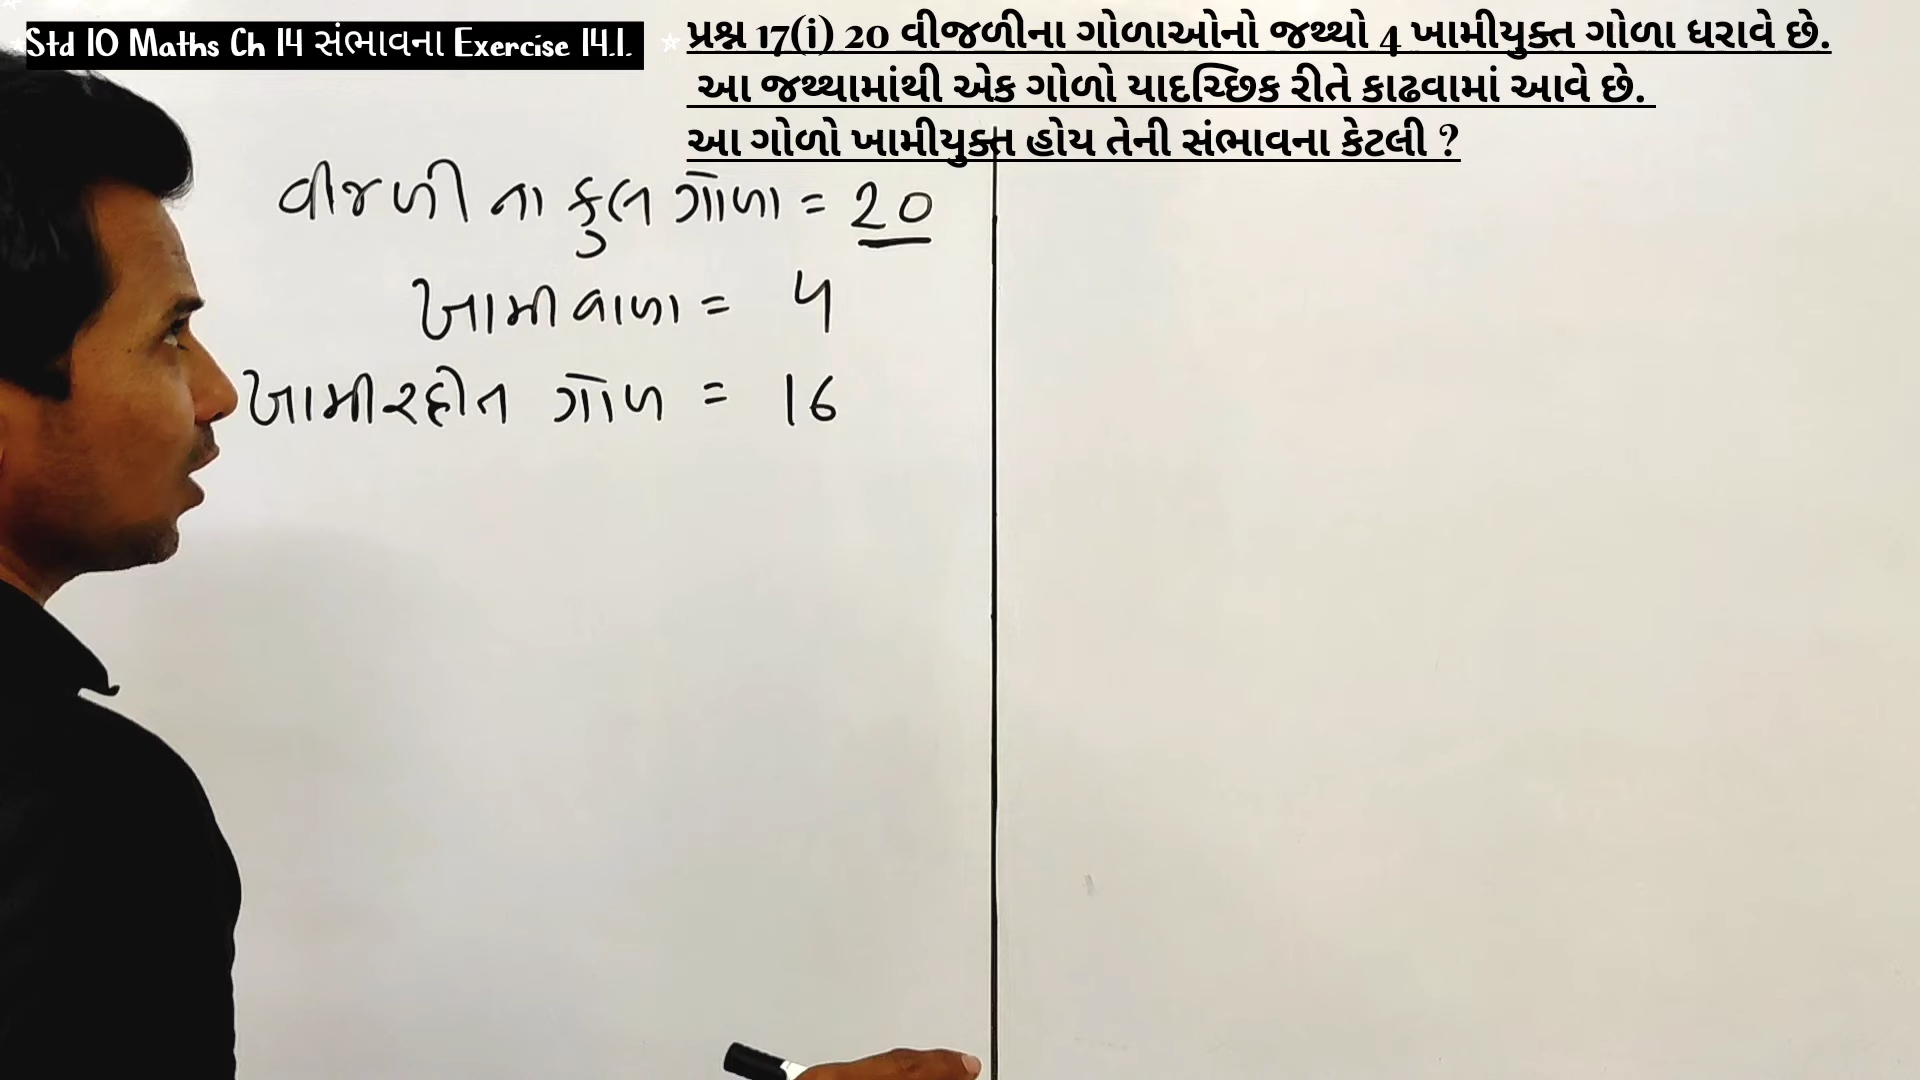 Std 10 Maths Ch 14 સંભાવના Exercise 14.1.
પ્રશ્ન 17(i) 20 વીજળીના ગોળાઓનો જથ્થો 4 ખામીયુક્ત ગોળા ધરાવે છે.
આ જથ્થામાંથી એક ગોળો યાદચ્છિક રીતે કાઢવામાં આવે છે.
આ ગોળો ખામીયુક્ત હોય તેની સંભાવના કેટલી ?
વીજળી ના કુલ ગોળા = 20
ખામી વાળા = 4
ખામીરહીત ગોળા = 16